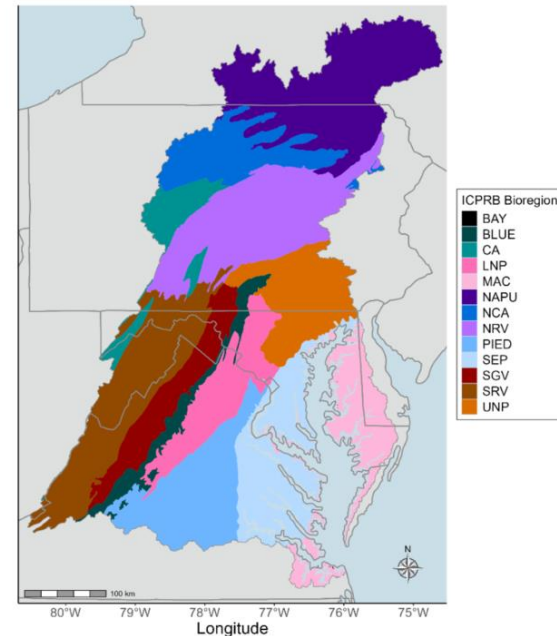 ICPRB Bioregion
BAY
BLUE
CA
LNP
MAC
NAPU
NCA
NRV
PIED
SEP
SGV
SRV
UNP
N
100 km
80°W 79°W 78°W 77°W 76°W 75°W
Longitude